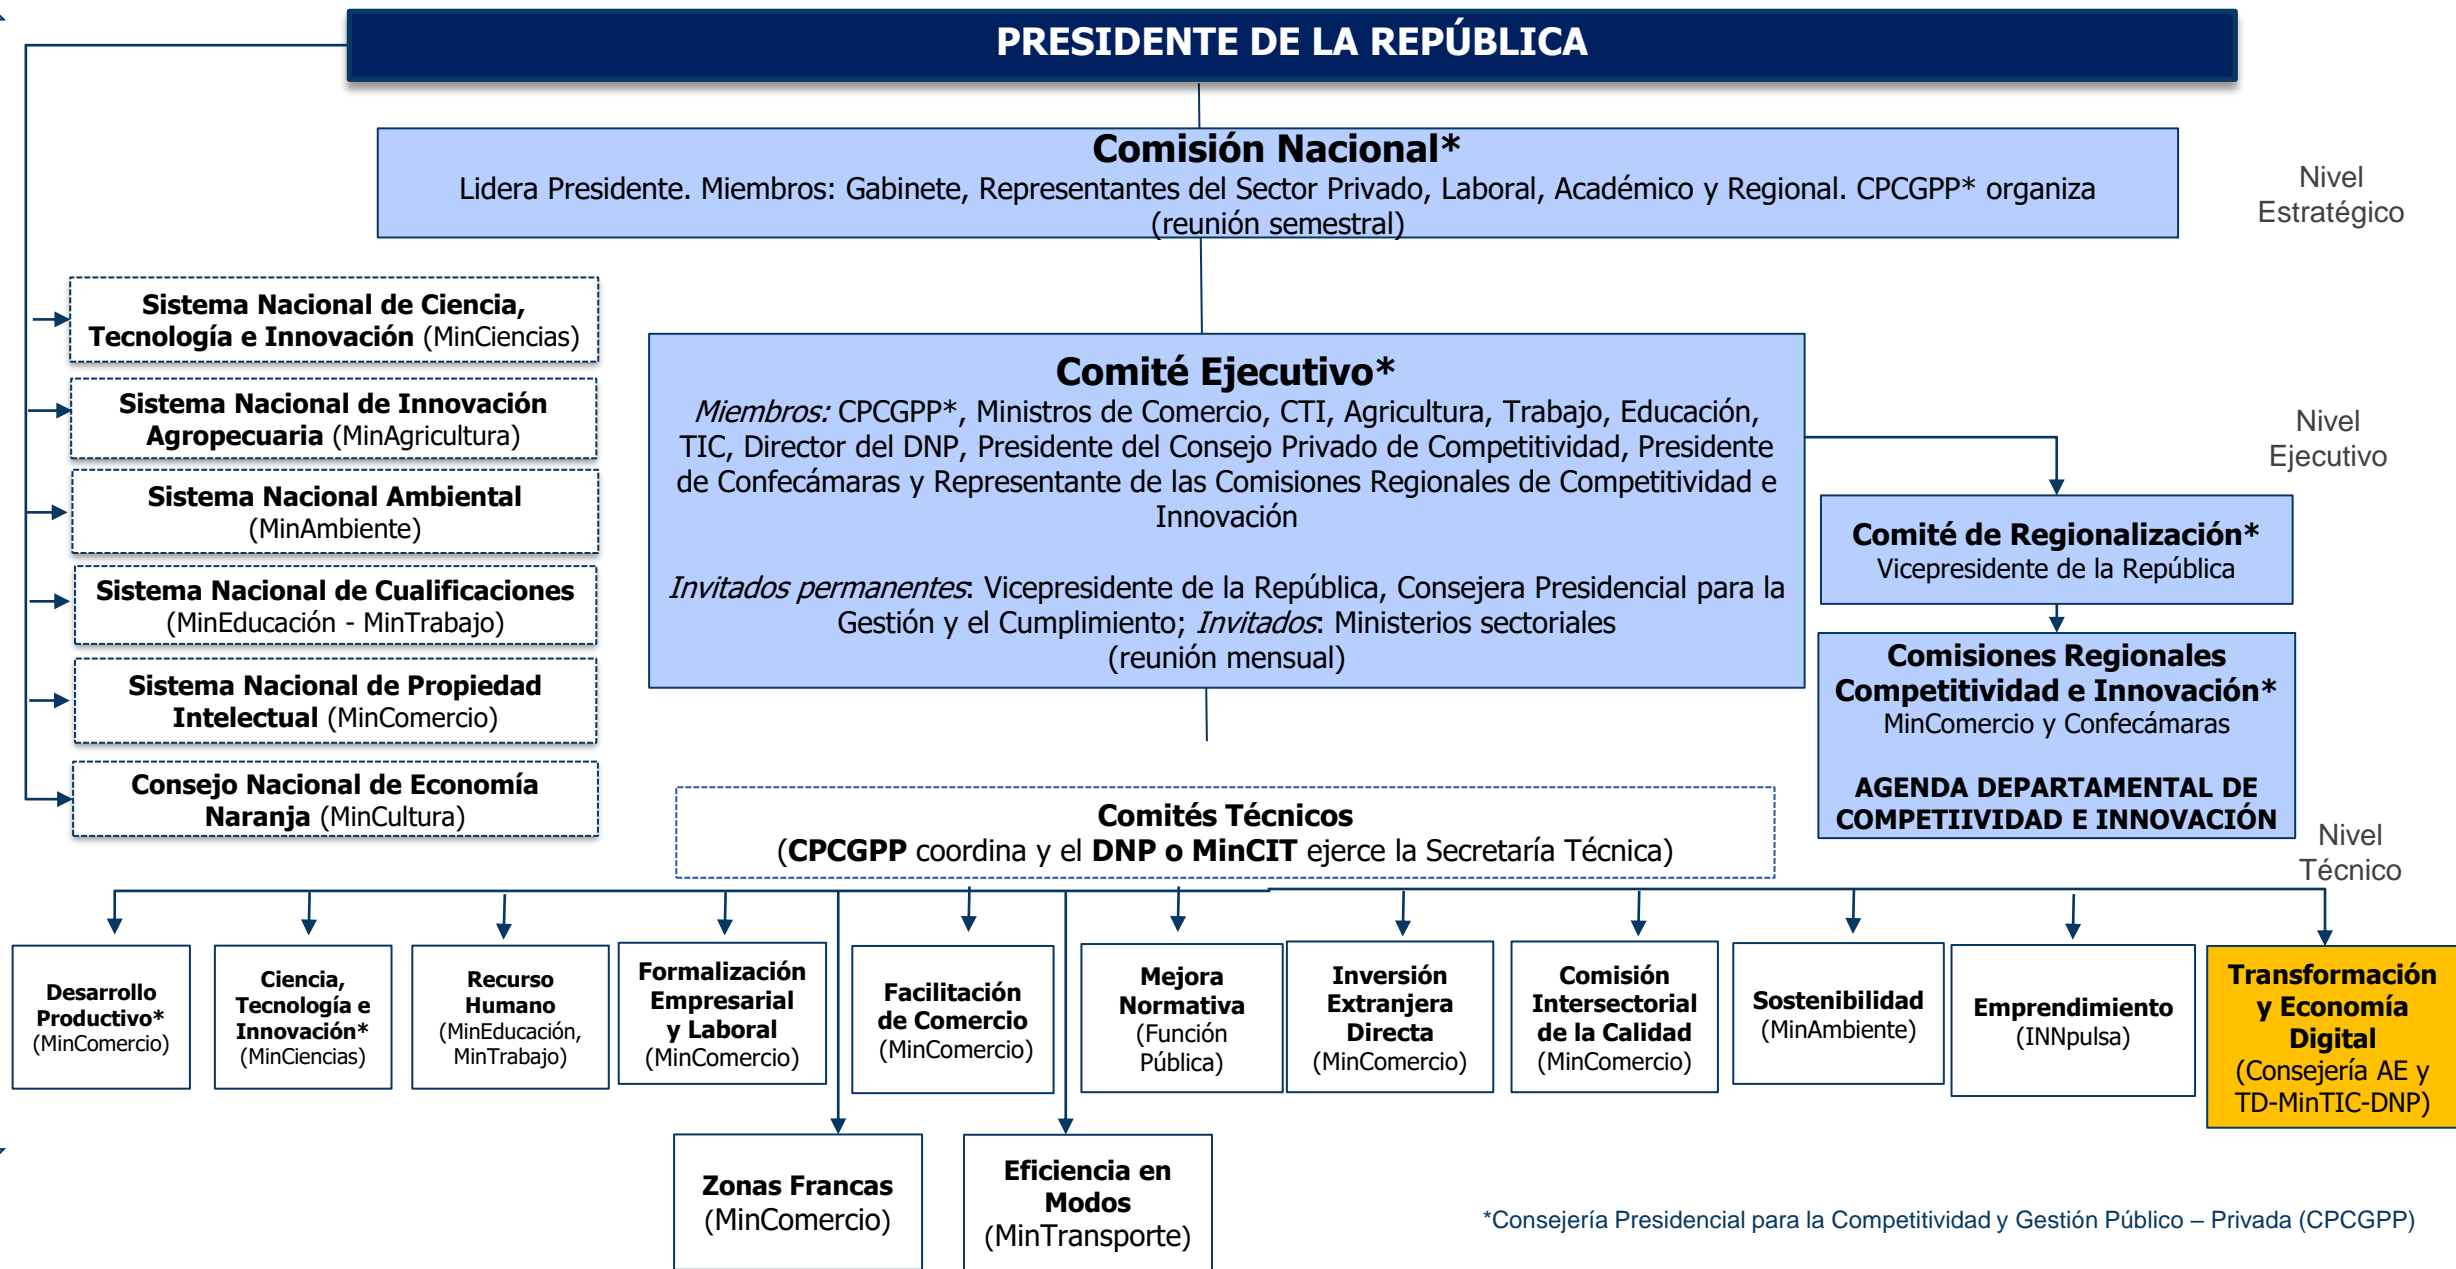 PRESIDENTE DE LA REPÚBLICA
Comisión Nacional*
Lidera Presidente. Miembros: Gabinete, Representantes del Sector Privado, Laboral, Académico y Regional. CPCGPP* organiza
(reunión semestral)
Nivel
Estratégico
Sistema Nacional de Ciencia,
Tecnología e Innovación (MinCiencias)
Sistema Nacional de Innovación
Agropecuaria (MinAgricultura)
Sistema Nacional Ambiental
(MinAmbiente)
Sistema Nacional de Cualificaciones
(MinEducación - MinTrabajo)
Sistema Nacional de Propiedad
Intelectual (MinComercio)
Consejo Nacional de Economía
Naranja (MinCultura)
Comité Ejecutivo*
Miembros: CPCGPP*, Ministros de Comercio, CTI, Agricultura, Trabajo, Educación,
TIC, Director del DNP, Presidente del Consejo Privado de Competitividad, Presidente
de Confecámaras y Representante de las Comisiones Regionales de Competitividad e
Innovación
Invitados permanentes: Vicepresidente de la República, Consejera Presidencial para la
Gestión y el Cumplimiento; Invitados: Ministerios sectoriales
(reunión mensual)
Nivel
Ejecutivo
Comité de Regionalización*
Vicepresidente de la República
Comisiones Regionales
Competitividad e Innovación*
MinComercio y Confecámaras
AGENDA DEPARTAMENTAL DE
COMPETIIVIDAD E INNOVACIÓN
Comités Técnicos
(CPCGPP coordina y el DNP o MinCIT ejerce la Secretaría Técnica)
Nivel
Técnico
Desarrollo
Productivo*
(MinComercio)
Ciencia,
Tecnología e
Innovación*
(MinCiencias)
Recurso
Humano
(MinEducación,
MinTrabajo)
Formalización
Empresarial
y Laboral
(MinComercio)
Facilitación
de Comercio
(MinComercio)
Mejora
Normativa
(Función
Pública)
Inversión
Extranjera
Directa
(MinComercio)
Comisión
Intersectorial
de la Calidad
(MinComercio)
Sostenibilidad
(MinAmbiente)
Emprendimiento
(INNpulsa)
Transformación
y Economía
Digital
(Consejería AE y
TD-MinTIC-DNP)
Zonas Francas
(MinComercio)
Eficiencia en
Modos
(MinTransporte)
*Consejería Presidencial para la Competitividad y Gestión Público – Privada (CPCGPP)